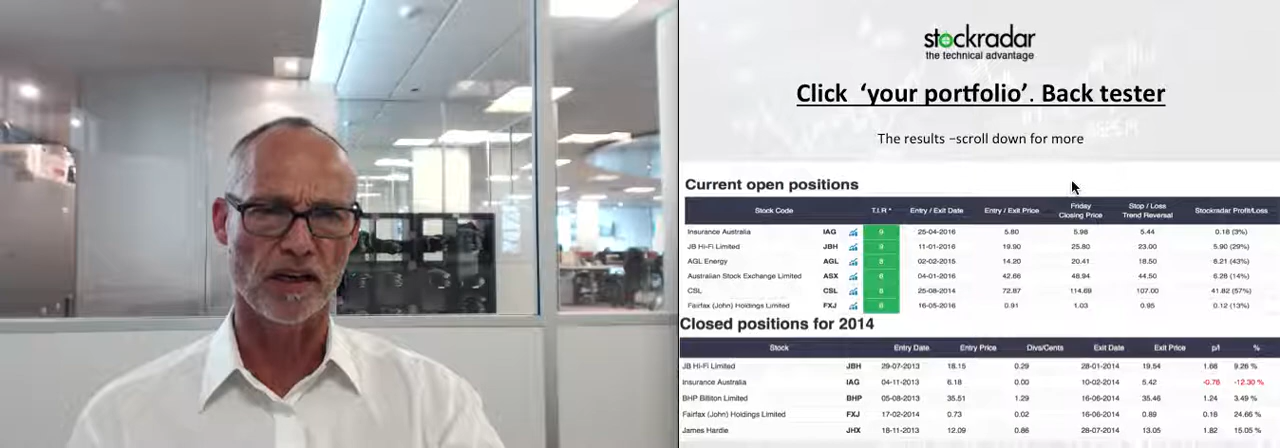 stockradar
the technical advantage
Click ‘your portfolio’. Back tester
The results –scroll down for more
Current open positions
Stock Code T.I.R Entry / Exit Date Entry / Exit Price Friday Closing Price Stop / Loss Trend Reversal Stockradar Profit/Loss
Insurance Australia IAG 9 25-04-2016 5.80 5.98 5.44 0.18 (3%)
JB Hi-Fi Limited JBH 9 11-01-2016 19.90 25.80 23.00 5.90 (29%)
AGL Energy AGL 8 02-02-2015 14.20 20.41 18.50 6.21 (43%)
Australian Stock Exchange Limited ASX 04-01-2016 42.66 48.94 44.50 6.28 (14%)
CSL CSL 25-08-2014 72.87 114.69 107.00 41.82 (57%)
Fairfax (John) Holdings Limited FXJ 16-05-2016 0.91 1.03 0.95 0.12 (13%)
Closed positions for 2014
Stock Entry Date Entry Price Divs/Cents Exit Date Exit Price p/l %
JB Hi-Fi Limited JBH 29-07-2013 18.15 0.29 28-01-2014 19.54 1.68 9.26 %
Insurance Australia IAG 04-11-2013 6.18 0.00 10-02-2014 5.42 -0.76 -12.30 %
BHP Billiton Limited BHP 05-08-2013 35.51 1.29 16-06-2014 35.46 1.24 3.49 %
Fairfax (John) Holdings Limited FXJ 17-02-2014 0.73 0.02 16-06-2014 0.89 0.18 24.66 %
James Hardie JHX 18-11-2013 12.09 0.86 28-07-2014 13.05 1.82 15.05 %